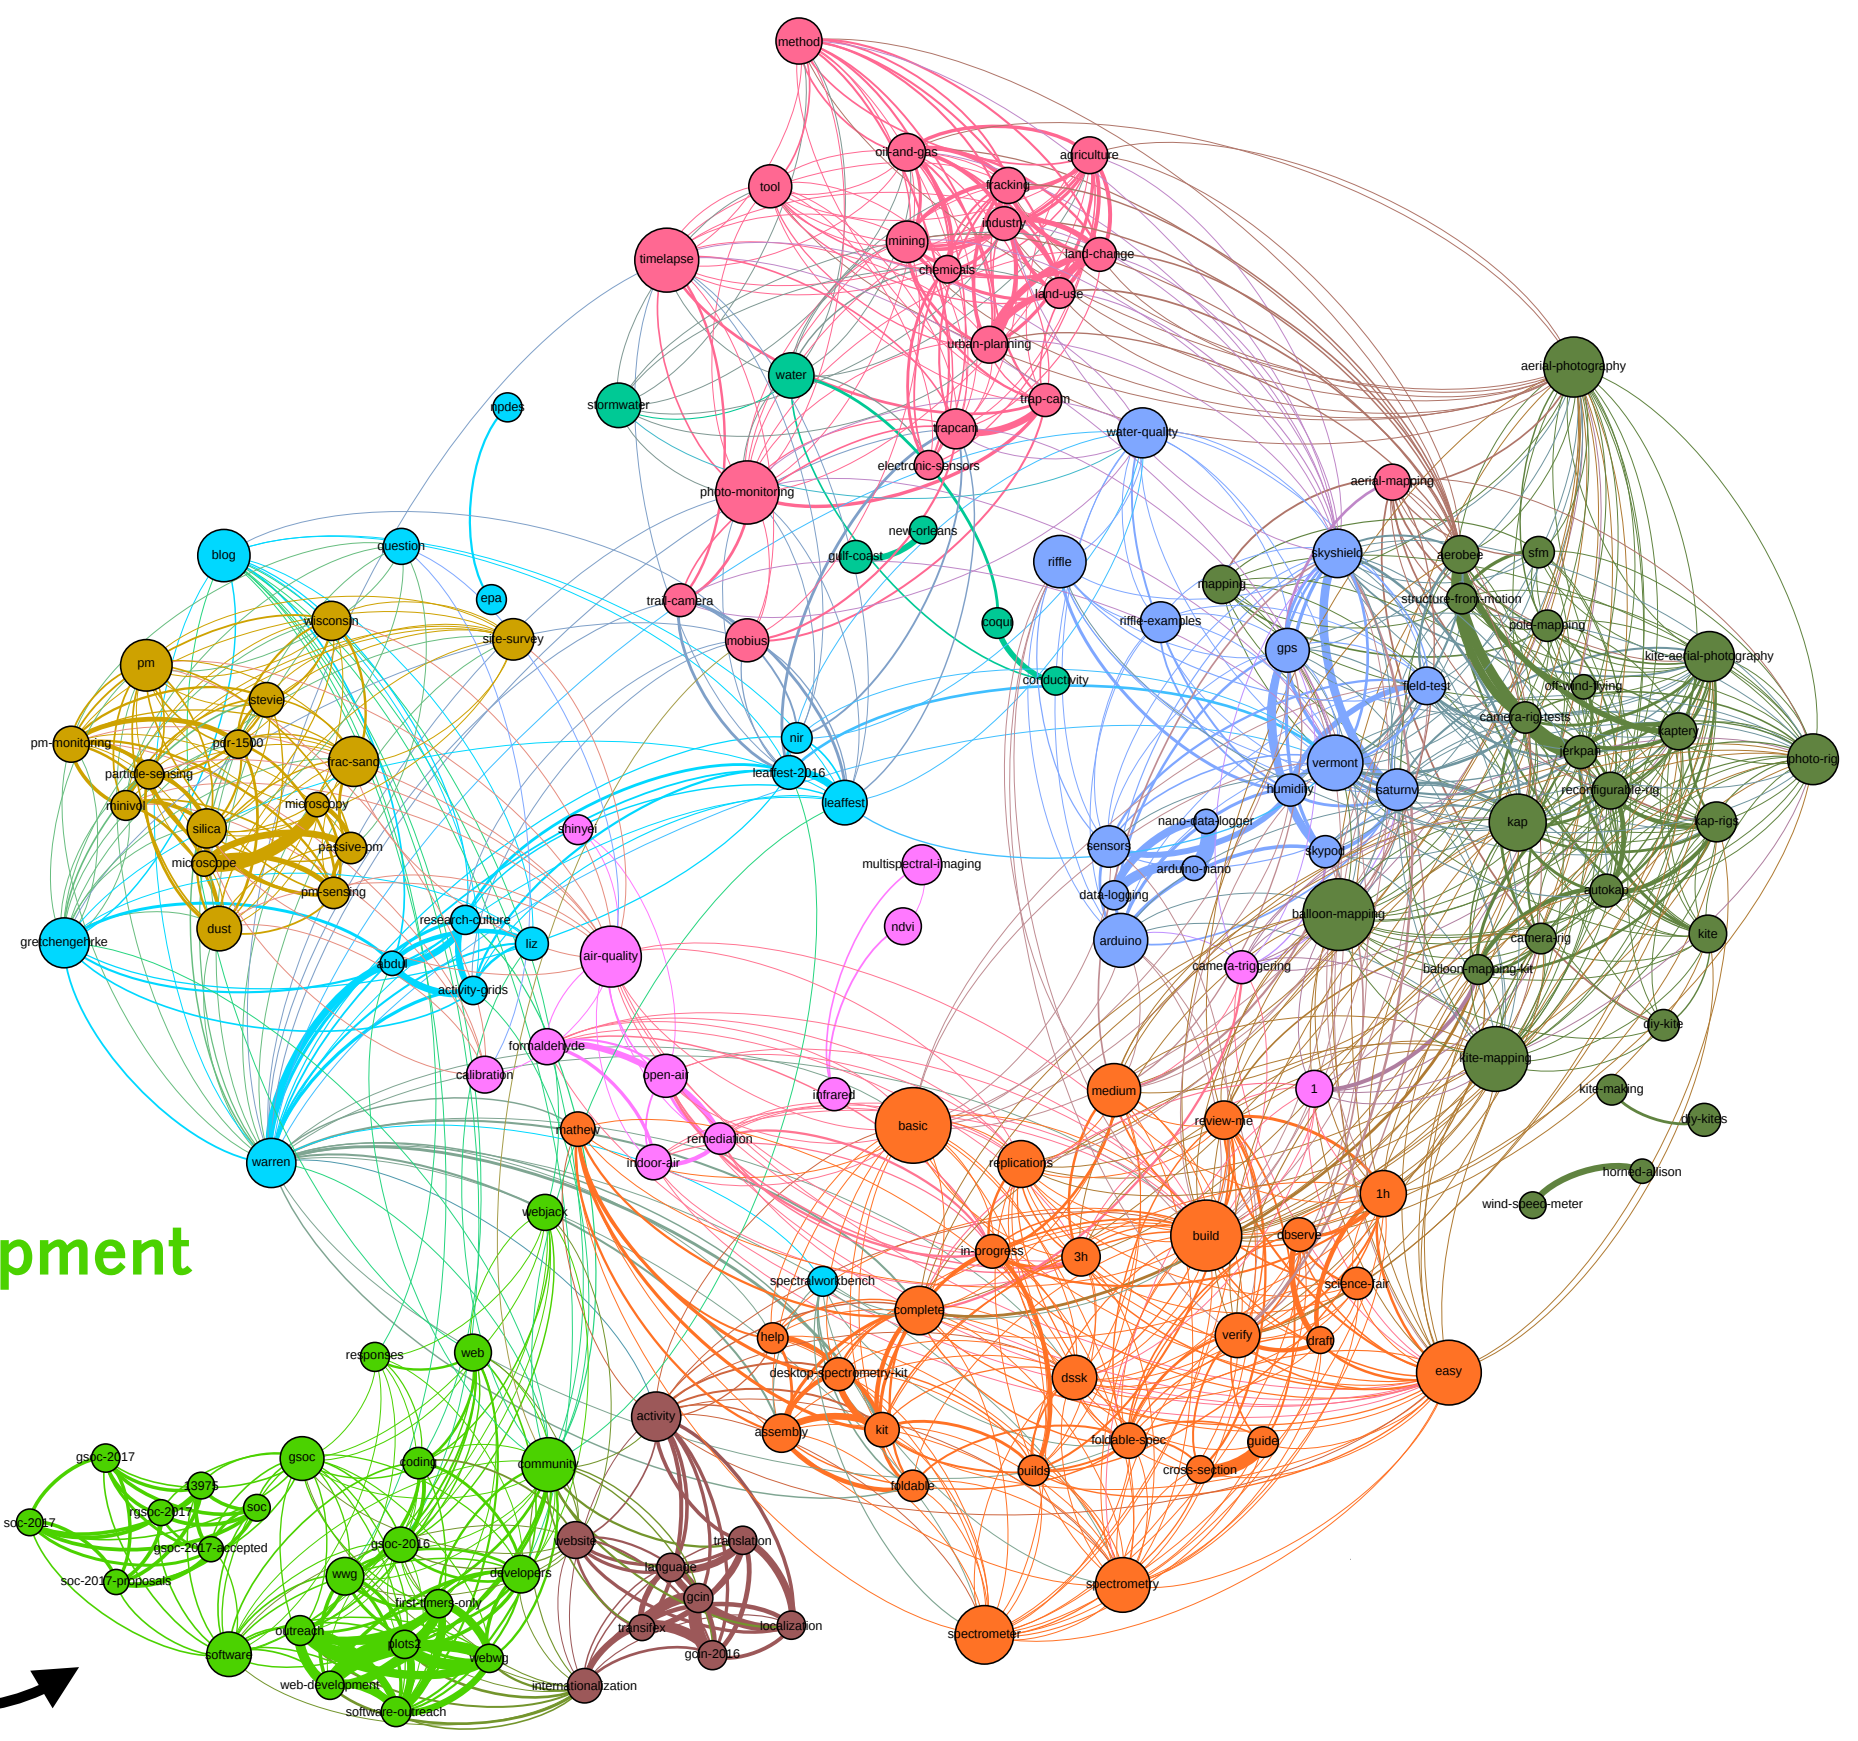 method
oil-and-gas
agriculture
tool
fracking
industry
mining
land-change
timelapse
chemicals
land-use
urban-planning
aerial-photography
water
trap-cam
npdes
stormwater
trapcam
water-quality
electronic-sensors
aerial-mapping
photo-monitoring
new-orleans
question
blog
gulf-coast
riffle
skyshield
aerobee
sfm
mapping
epa
trail-camera
structure-from-motion
wisconsin
coqui
riffle-examples
pole-mapping
site-survey
mobius
gps
kite-aerial-photography
pm
conductivity
field-test
off-wind-flying
stevie
camera-rig-tests
kaptery
pm-monitoring
pdr-1500
nir
jerkpan
frac-sand
vermont
photo-rig
particle-sensing
leaffest-2016
humidity
saturnv
reconfigurable-rig
minivol
microscopy
leaffest
nano-data-logger
kap
kap-rigs
silica
shinyei
passive-pm
sensors
skypod
microscope
multispectral-imaging
arduino-nano
pm-sensing
data-logging
autokap
research-culture
balloon-mapping
dust
ndvi
kite
gretchengehrke
liz
arduino
camera-rig
air-quality
abdul
camera-triggering
balloon-mapping-kit
activity-grids
diy-kite
formaldehyde
kite-mapping
calibration
open-air
infrared
medium
1
kite-making
basic
review-me
diy-kites
mathew
remediation
warren
indoor-air
replications
horned-allison
1h
wind-speed-meter
webjack
build
observe
pment
in-progress
3h
spectralworkbench
science-fair
complete
help
verify
draft
responses
web
desktop-spectrometry-kit
dssk
easy
activity
assembly
kit
foldable-spec
guide
gsoc-2017
gsoc
coding
community
builds
cross-section
13975
foldable
soc
rgsoc-2017
soc-2017
gsoc-2017-accepted
gsoc-2016
website
translation
language
soc-2017-proposals
wwg
developers
spectrometry
first-timers-only
gcin
outreach
transifex
localization
plots2
spectrometer
software
webwg
gcin-2016
web-development
internationalization
software-outreach